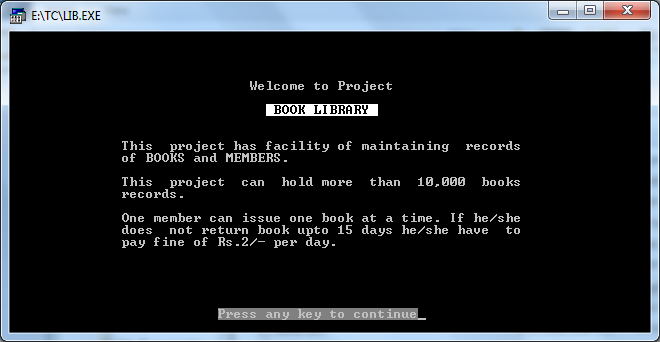 E:\TC\LIB.EXE
Welcome to Project
BOOK LIBRARY
This project has facility of maintaining records
of BOOKS and MEMBERS.
This project can hold more than 10,000 books
records.
One member can issue one book at a time. If he/she
does not return book upto 15 days he/she have to
pay fine of Rs.2/- per day.
Press any key to continue_